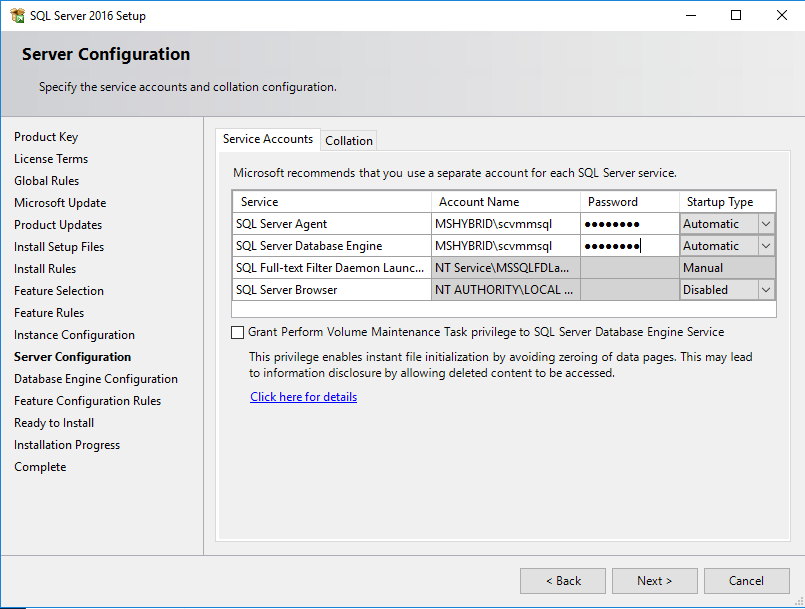 SQL Server 2016 Setup
Server Configuration
Specify the service accounts and collation configuration.
Product Key
License Terms
Global Rules
Microsoft Update
Product Updates
Install Setup Files
Install Rules
Feature Selection
Feature Rules
Instance Configuration
Server Configuration
Database Engine Configuration
Feature Configuration Rules
Ready to Install
Installation Progress
Complete
Service Accounts Collation
Microsoft recommends that you use a separate account for each SQL Server service.
Service Account Name Password Startup Type
SQL Server Agent MSHYBRID\scvmmsql ●●●●●●●● Automatic
SQL Server Database Engine MSHYBRID\scvmmsql ●●●●●●●● Automatic
SQL Full-text Filter Daemon Launc... NT Service\MSSQLFDLa... Manual
SQL Server Browser NT AUTHORITY\LOCAL ... Disabled
Grant Perform Volume Maintenance Task privilege to SQL Server Database Engine Service
This privilege enables instant file initialization by avoiding zeroing of data pages. This may lead
to information disclosure by allowing deleted content to be accessed.
Click here for details
< Back Next > Cancel